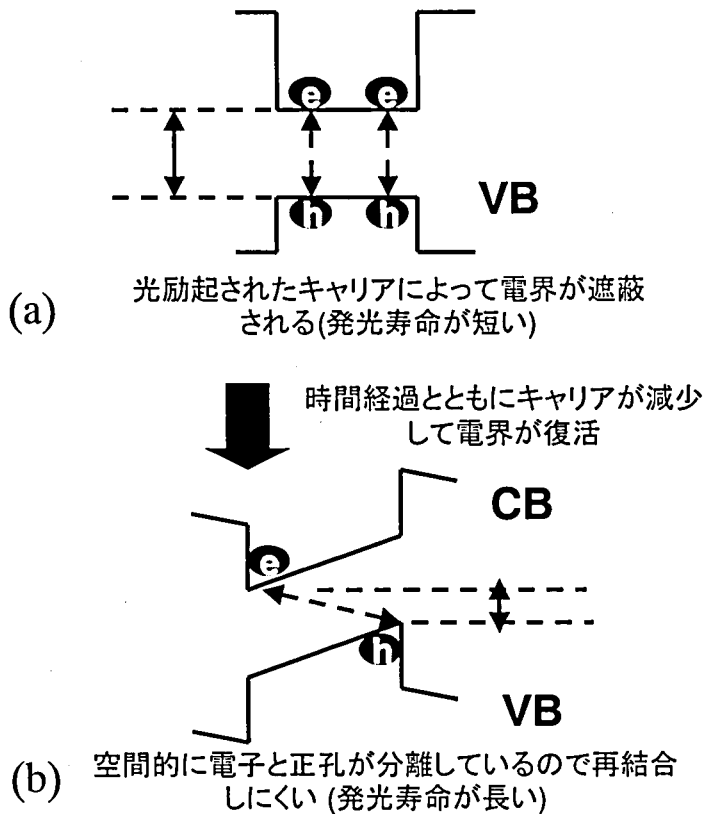 e e
VB
h h
(a)
光励起されたキャリアによって電界が遮蔽
される(発光寿命が短い)
時間経過とともにキャリアが減少
して電界が復活
CB
e
h
VB
(b)
空間的に電子と正孔が分離しているので再結合
しにくい (発光寿命が長い)